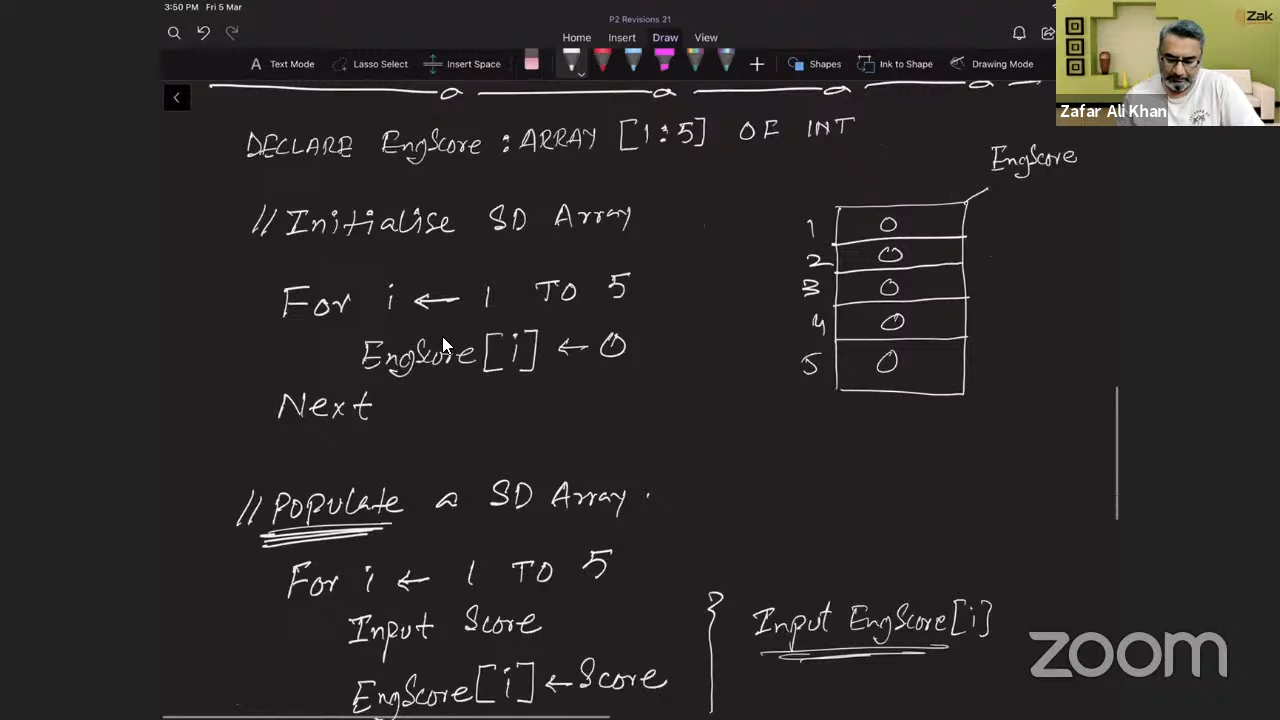 3:50 PM Fri 5 Mar
P2 Revisions 21
Home Insert Draw View
Text Mode Lasso Select Insert Space Shapes Ink to Shape Drawing Mode
Zak
Zafar Ali Khan
DECLARE EngScore : ARRAY [1:5] OF INT
EngScore
// Initialise SD Array
1 0
2 0
3 0
4 0
5 0
For i ← 1 TO 5
EngScore[i] ← 0
Next
// Populate a SD Array.
For i ← 1 TO 5
Input Score
EngScore[i] ← Score
} Input EngScore[i]
zoom